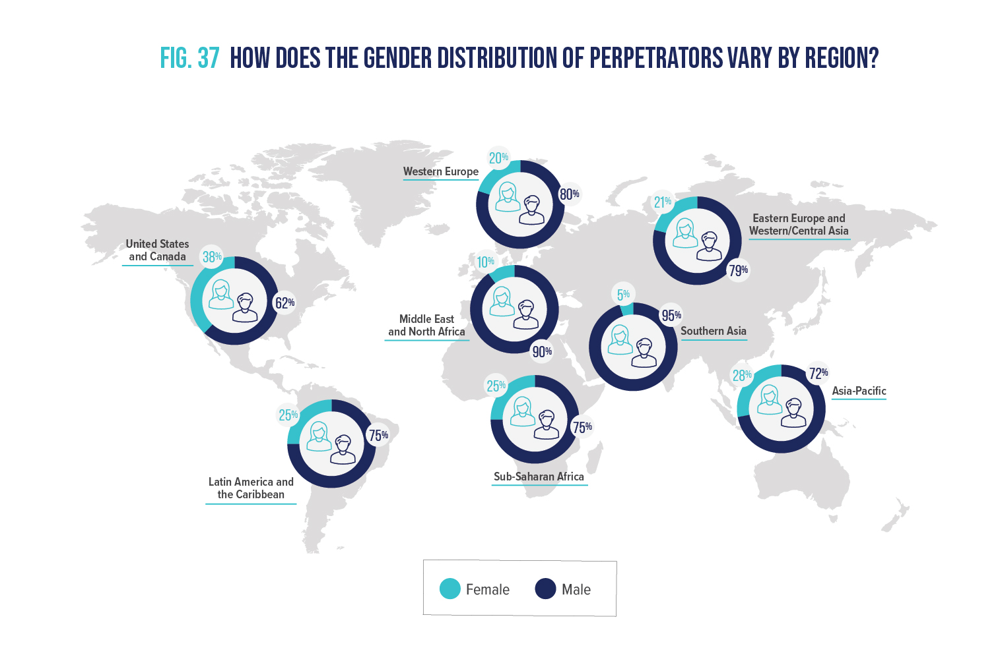 FIG. 37 HOW DOES THE GENDER DISTRIBUTION OF PERPETRATORS VARY BY REGION?
Western Europe
20%
80%
21%
79%
Eastern Europe and
Western/Central Asia
United States
and Canada
38%
62%
10%
90%
Middle East
and North Africa
5%
95%
Southern Asia
28%
72%
Asia-Pacific
25%
75%
Sub-Saharan Africa
25%
75%
Latin America and
the Caribbean
Female
Male